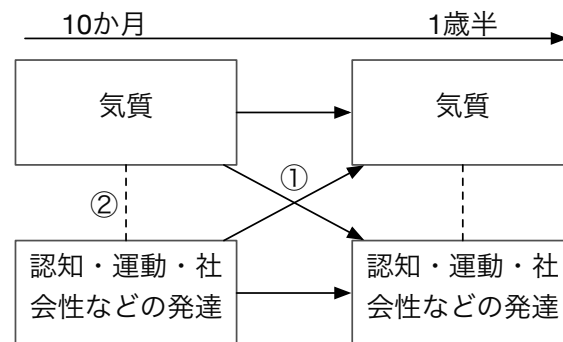 10か月
1歳半
気質
気質
①
②
認知・運動・社
会性などの発達
認知・運動・社
会性などの発達